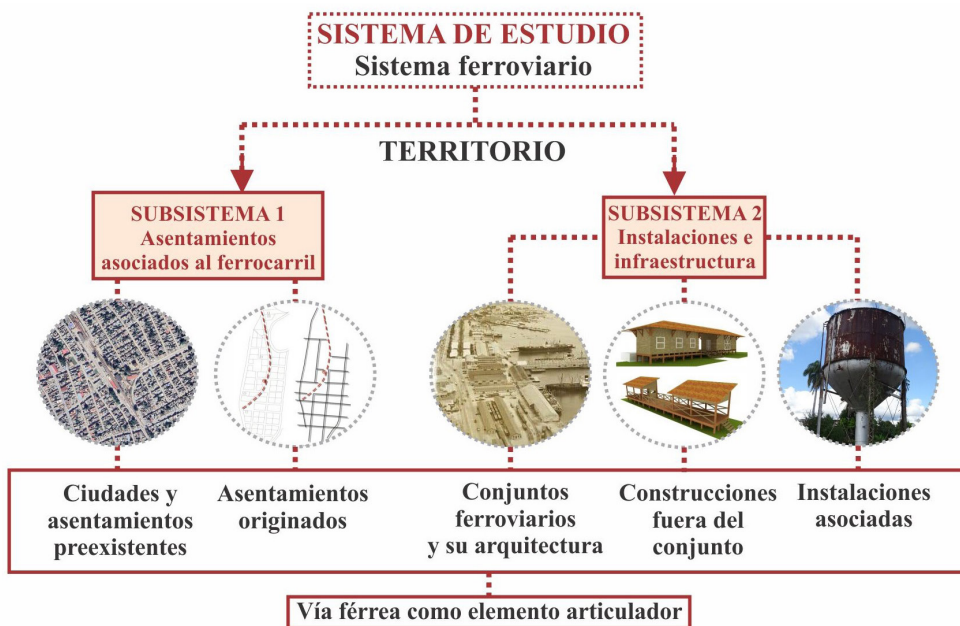 SISTEMA DE ESTUDIO
Sistema ferroviario
TERRITORIO
SUBSISTEMA 1
Asentamientos
asociados al ferrocarril
SUBSISTEMA 2
Instalaciones e
infraestructura
Ciudades y
asentamientos
preexistentes
Asentamientos
originados
Conjuntos
ferroviarios
y su arquitectura
Construcciones
fuera del
conjunto
Instalaciones
asociadas
Vía férrea como elemento articulador